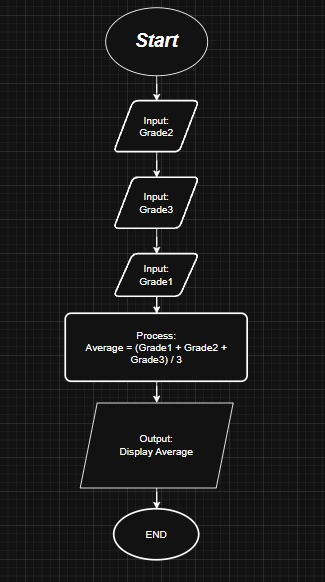 Start
Input:
Grade2
Input:
Grade3
Input:
Grade1
Process:
Average = (Grade1 + Grade2 +
Grade3) / 3
Output:
Display Average
END